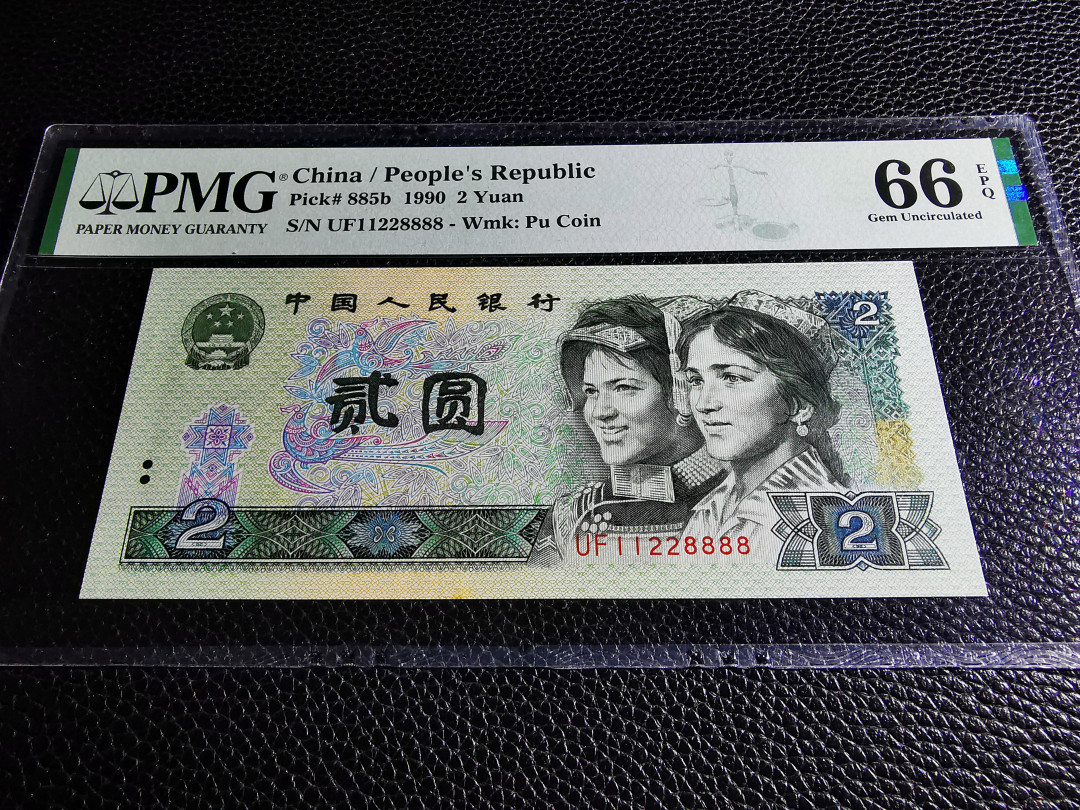 PMG® China / People's Republic
Pick# 885b 1990 2 Yuan
PAPER MONEY GUARANTY S/N UF11228888 - Wmk: Pu Coin
66 EPQ
Gem Uncirculated
中国人民银行
2
贰圆
2
UF11228888
2